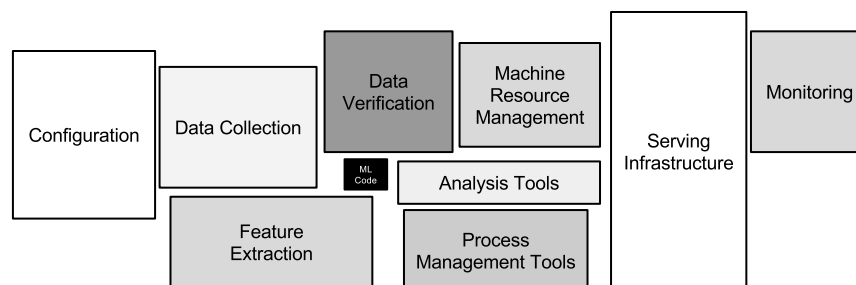 Configuration
Data Collection
Data
Verification
Machine
Resource
Management
Monitoring
Serving
Infrastructure
ML
Code
Analysis Tools
Feature
Extraction
Process
Management Tools